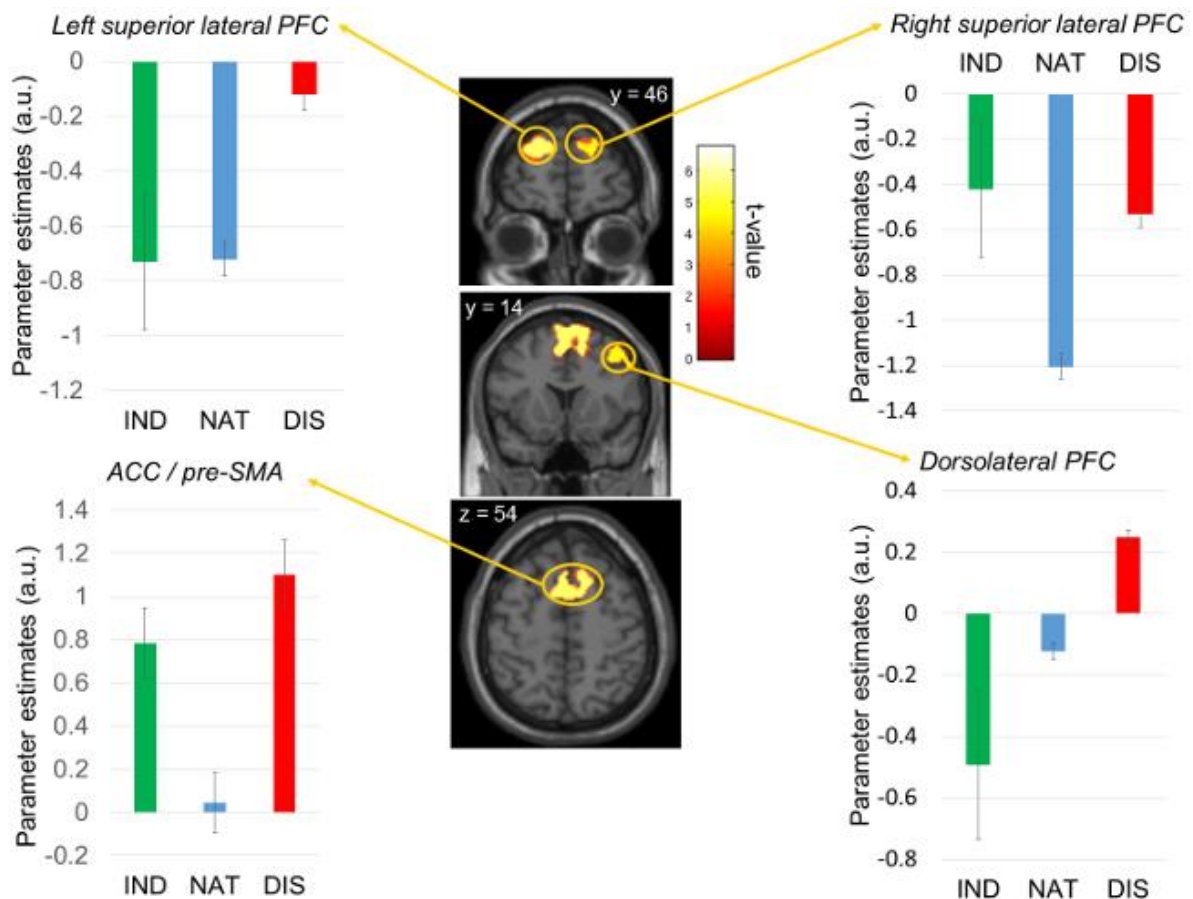 Left superior lateral PFC
Parameter estimates (a.u.)
0
-0.2
-0.4
-0.6
-0.8
-1
-1.2
IND NAT DIS
y = 46
6
5
4
3
2
1
0
t-value
Right superior lateral PFC
IND NAT DIS
Parameter estimates (a.u.)
0
-0.2
-0.4
-0.6
-0.8
-1
-1.2
-1.4
y = 14
ACC / pre-SMA
Parameter estimates (a.u.)
1.4
1.2
1
0.8
0.6
0.4
0.2
0
-0.2
IND NAT DIS
z = 54
Dorsolateral PFC
Parameter estimates (a.u.)
0.4
0.2
0
-0.2
-0.4
-0.6
-0.8
IND NAT DIS